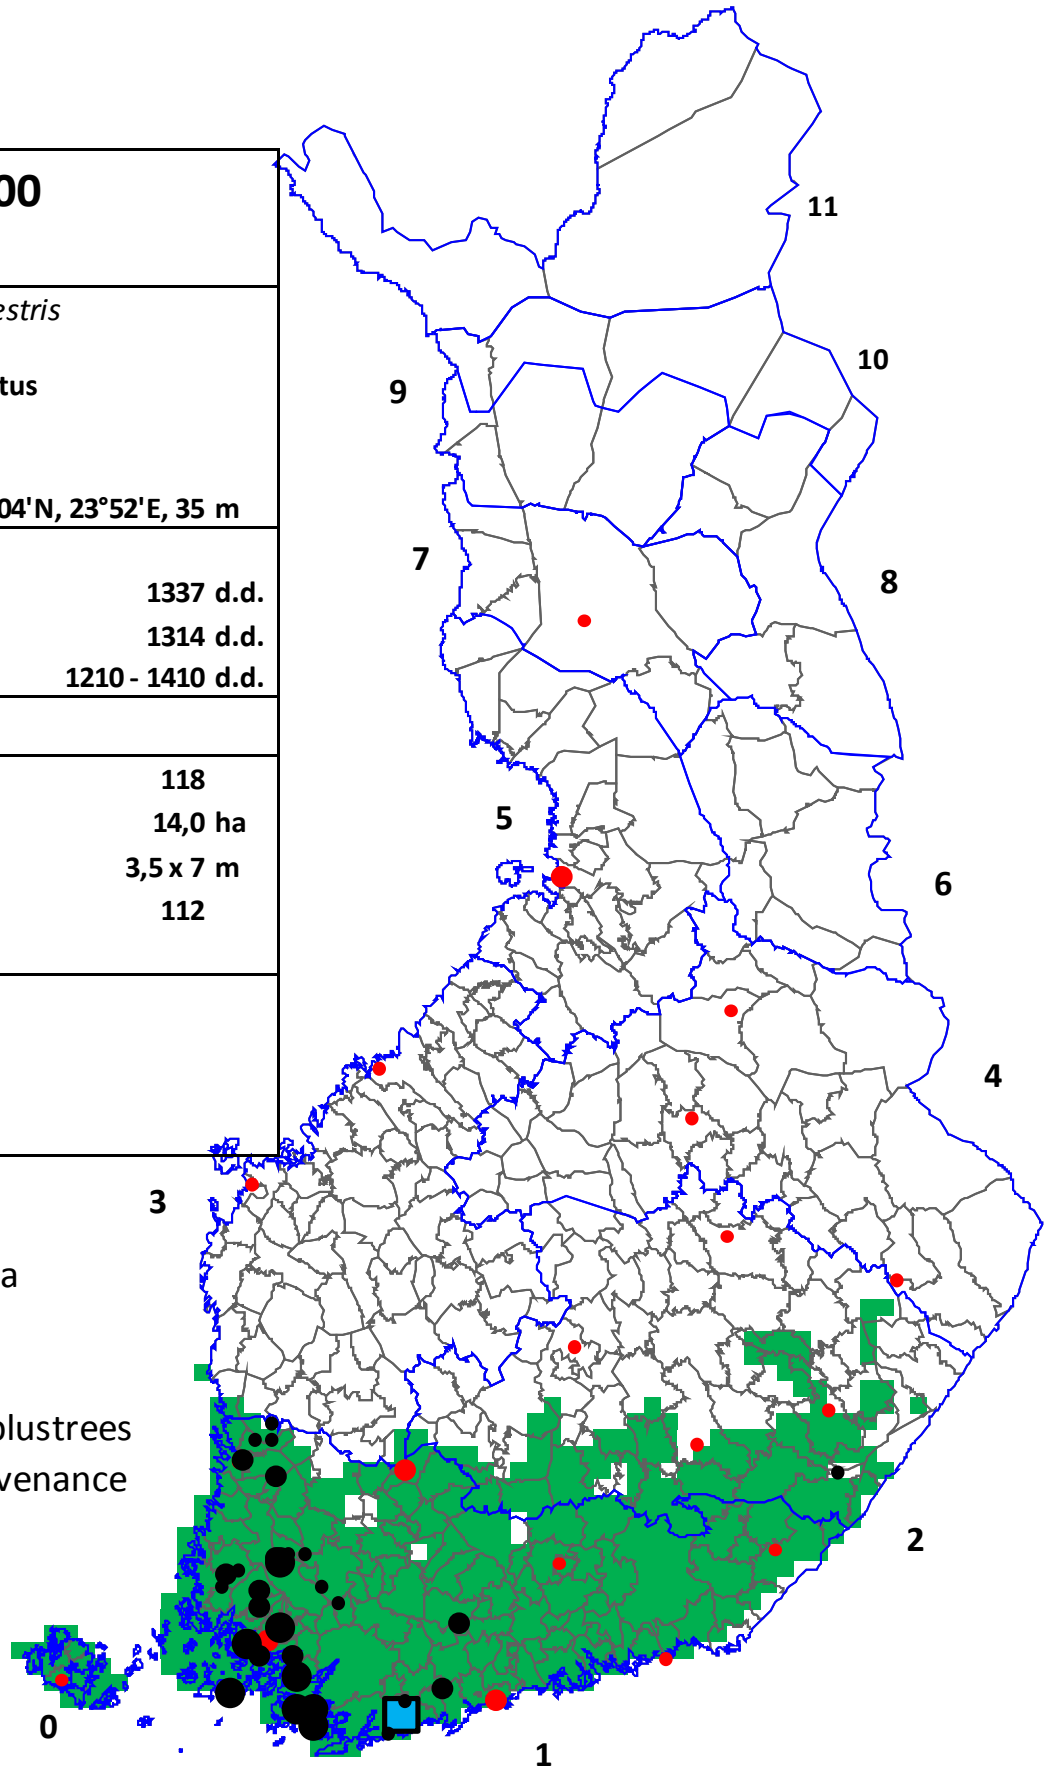 00
estris
tus
04'N, 23°52'E, 35 m
1337 d.d.
1314 d.d.
1210 - 1410 d.d.
118
14,0 ha
3,5 x 7 m
112
a
plustrees
venance
11
10
9
7
8
5
6
4
3
2
0
1